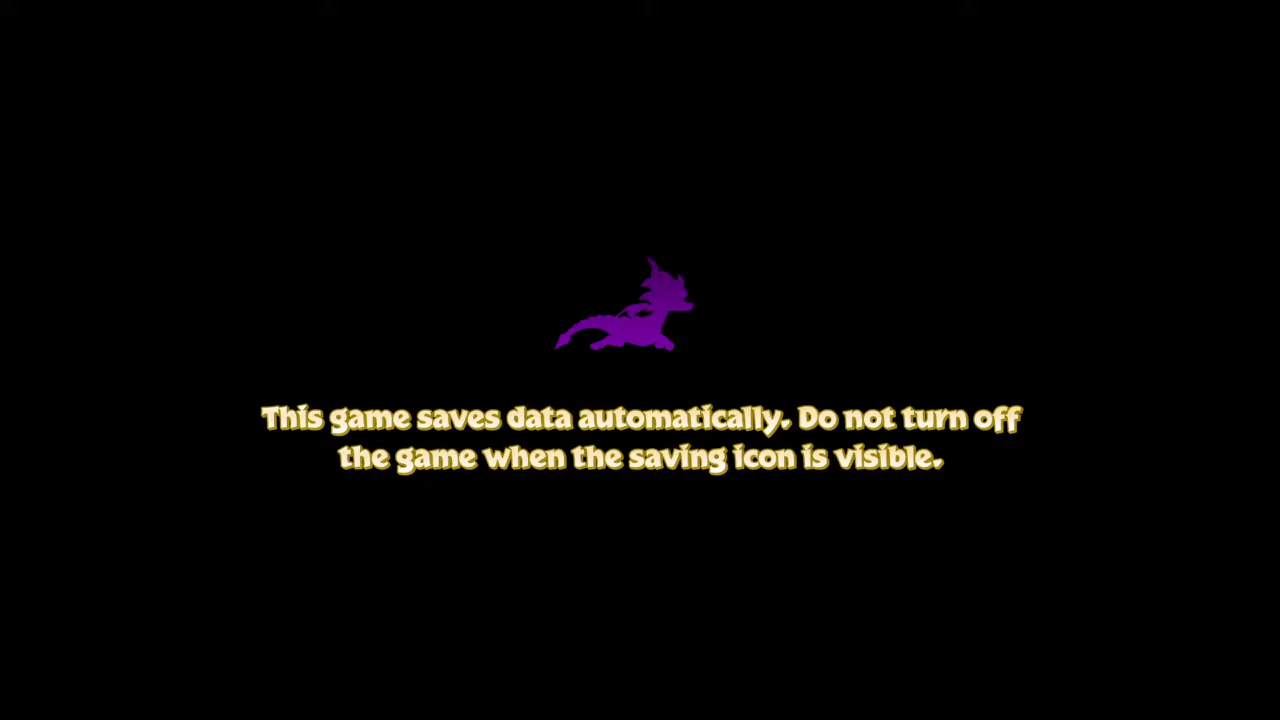 This game saves data automatically. Do not turn off
the game when the saving icon is visible.